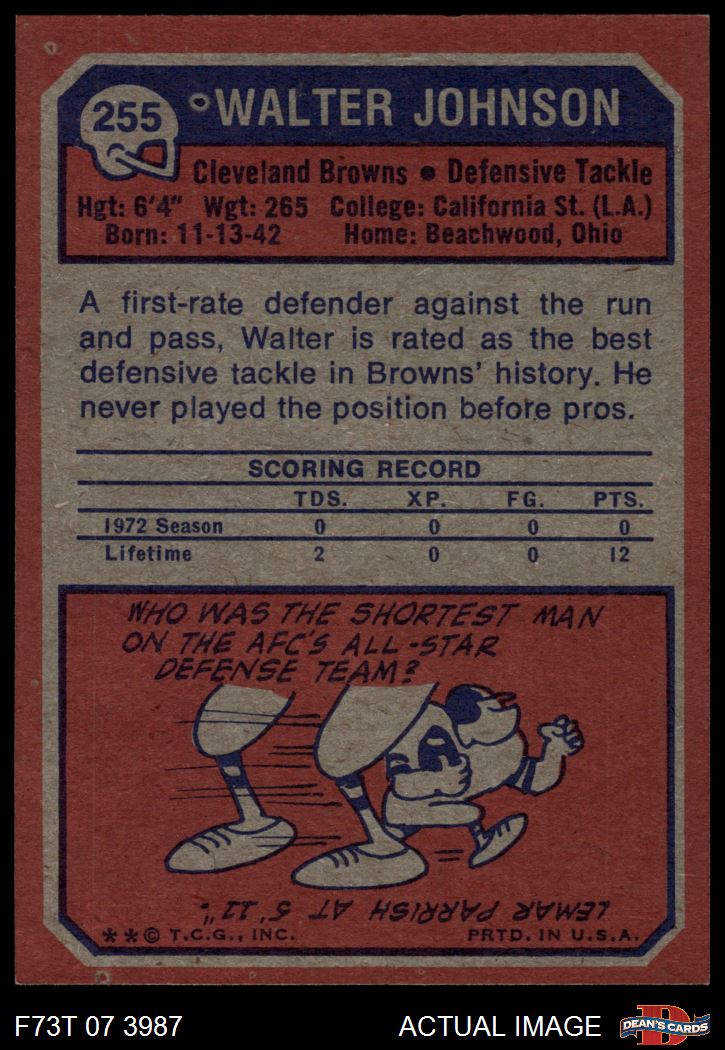 255
WALTER JOHNSON
Cleveland Browns • Defensive Tackle
Hgt: 6'4" Wgt: 265 College: California St. (L.A.)
Born: 11-13-42 Home: Beachwood, Ohio
A first-rate defender against the run
and pass, Walter is rated as the best
defensive tackle in Browns' history. He
never played the position before pros.
SCORING RECORD
TDS. XP. FG. PTS.
1972 Season 0 0 0 0
Lifetime 2 0 0 12
WHO WAS THE SHORTEST MAN
ON THE AFC'S ALL-STAR
DEFENSE TEAM?
LEMAR PARRISH AT 5' 11".
**© T.C.G., INC. PRTD. IN U.S.A.
F73T 07 3987 ACTUAL IMAGE DEAN'S CARDS